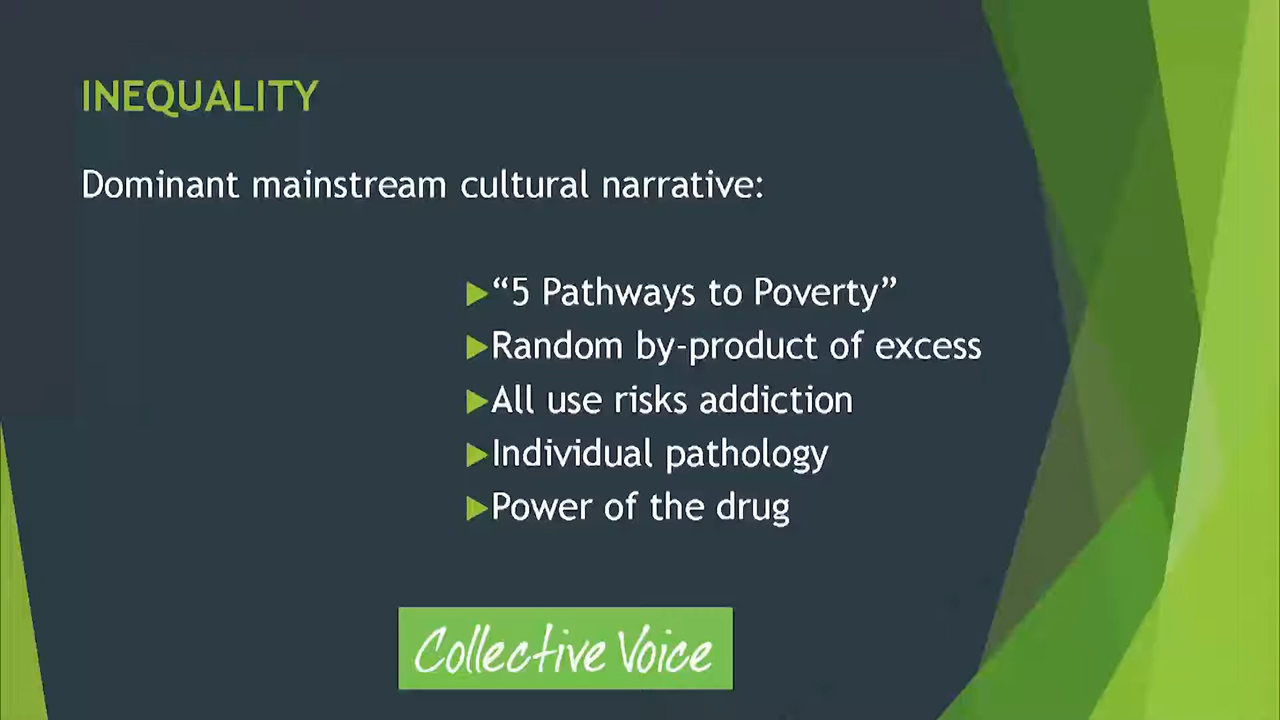 INEQUALITY
Dominant mainstream cultural narrative:
“5 Pathways to Poverty”
Random by-product of excess
All use risks addiction
Individual pathology
Power of the drug
Collective Voice